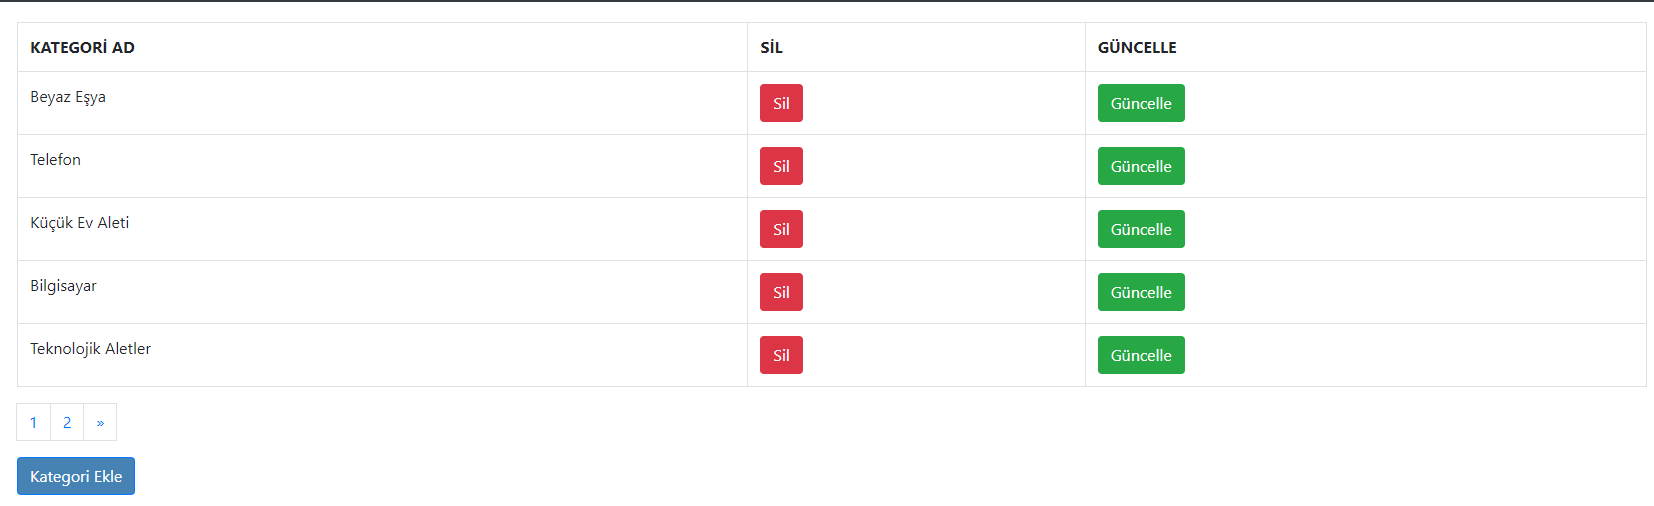 KATEGORİ AD SİL GÜNCELLE
Beyaz Eşya Sil Güncelle
Telefon Sil Güncelle
Küçük Ev Aleti Sil Güncelle
Bilgisayar Sil Güncelle
Teknolojik Aletler Sil Güncelle
1 2 »
Kategori Ekle